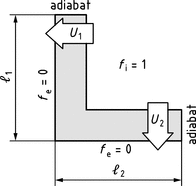 adiabat
U1
ℓ1
fe = 0
fi = 1
U2
adiabat
fe = 0
ℓ2